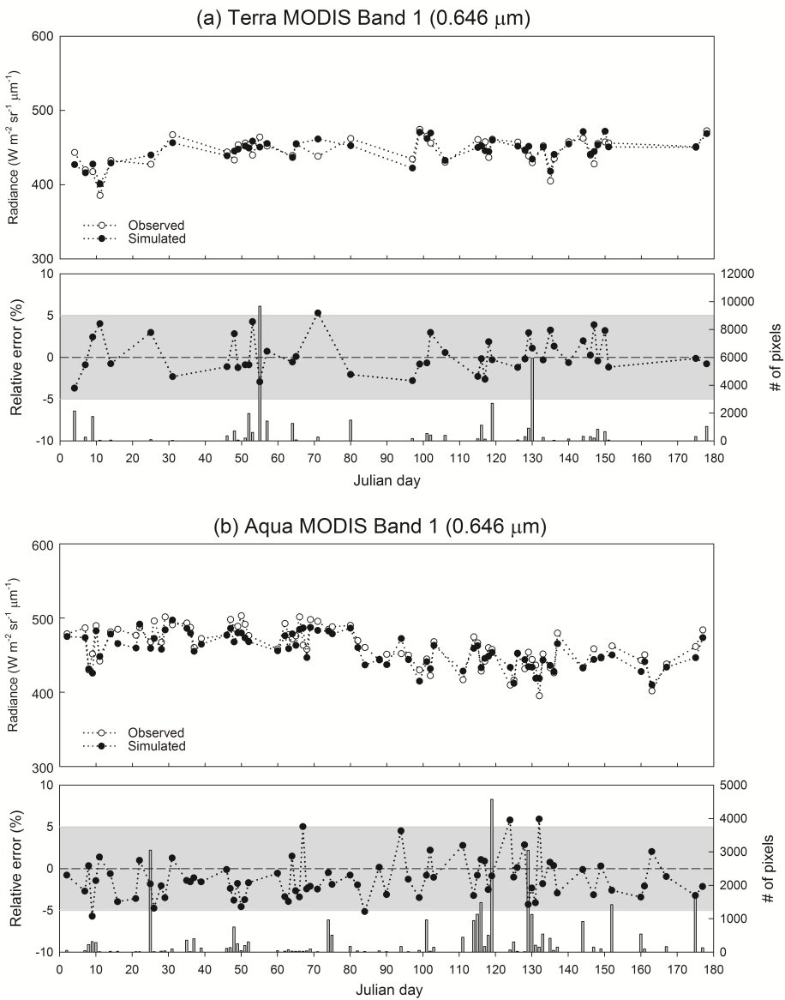 (a) Terra MODIS Band 1 (0.646 μm)
600
500
400
300
Radiance (W m-2 sr-1 μm-1)
Observed
Simulated
10
5
0
-5
-10
Relative error (%)
12000
10000
8000
6000
4000
2000
0
# of pixels
0 10 20 30 40 50 60 70 80 90 100 110 120 130 140 150 160 170 180
Julian day
(b) Aqua MODIS Band 1 (0.646 μm)
600
500
400
300
Radiance (W m-2 sr-1 μm-1)
Observed
Simulated
10
5
0
-5
-10
Relative error (%)
5000
4000
3000
2000
1000
0
# of pixels
0 10 20 30 40 50 60 70 80 90 100 110 120 130 140 150 160 170 180
Julian day